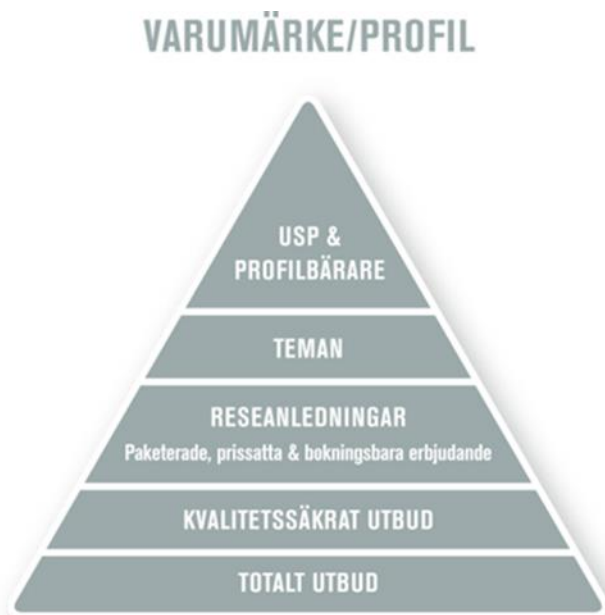 VARUMÄRKE/PROFIL
USP &
PROFILBÄRARE
TEMAN
RESEANLEDNINGAR
Paketerade, prissatta & bokningsbara erbjudande
KVALITETSSÄKRAT UTBUD
TOTALT UTBUD